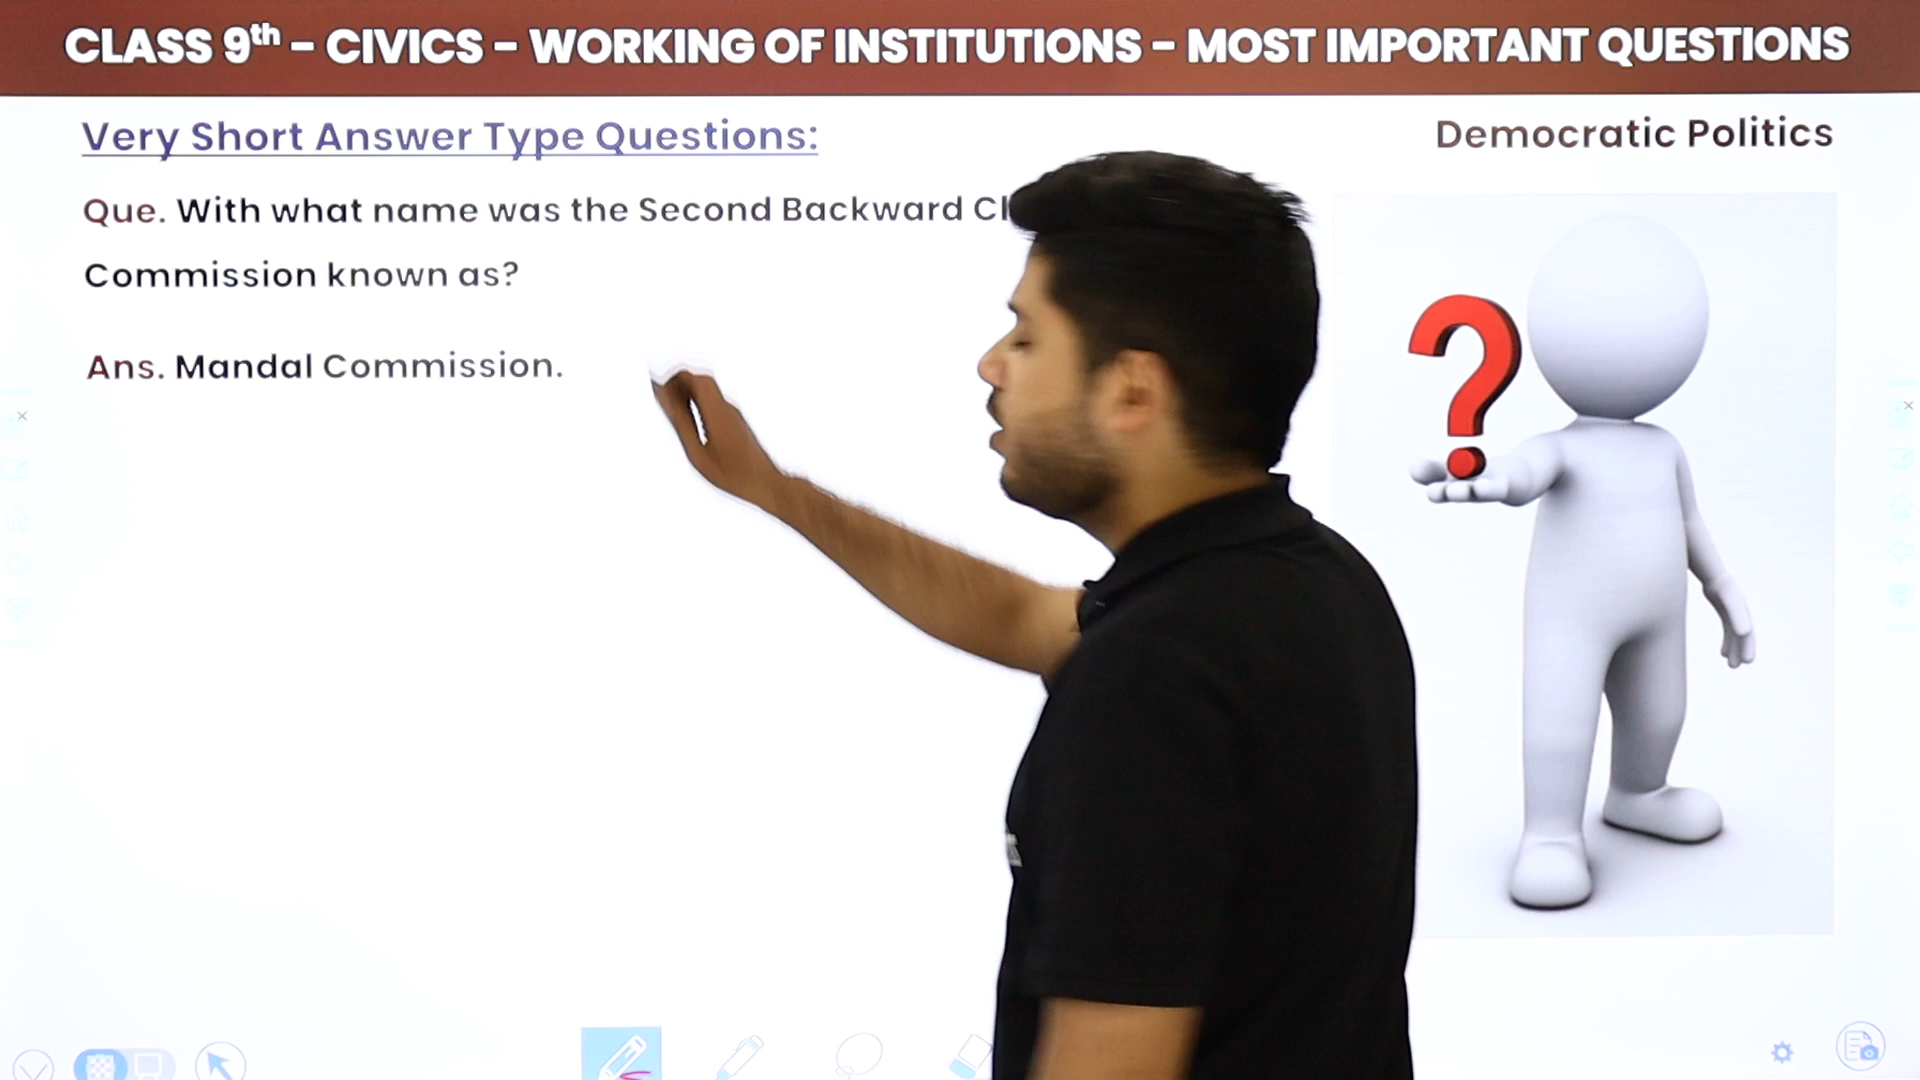 CLASS 9th – CIVICS – WORKING OF INSTITUTIONS – MOST IMPORTANT QUESTIONS
Very Short Answer Type Questions:
Democratic Politics
Que. With what name was the Second Backward
Commission known as?
Ans. Mandal Commission.
?